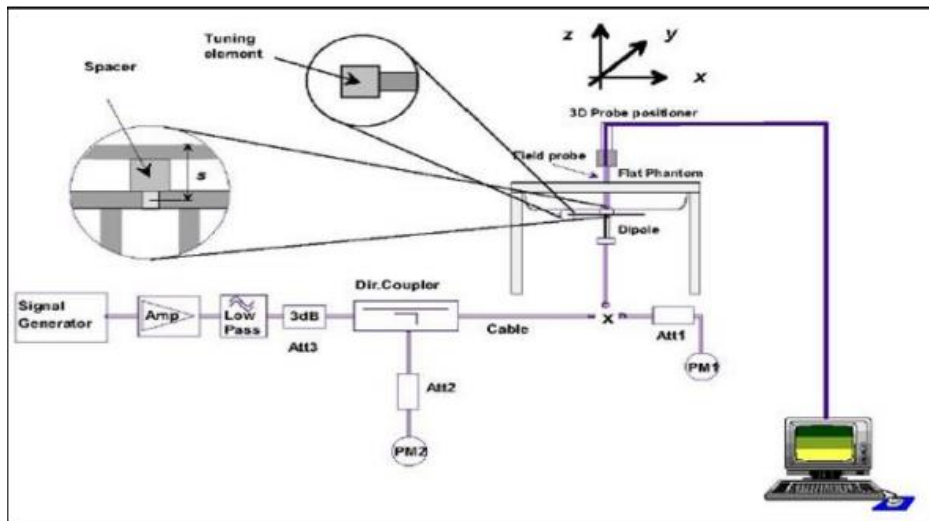 Tuning
element
z
y
x
Spacer
3D Probe positioner
s
Field probe
Flat Phantom
Dipole
Dir.Coupler
Signal
Generator
Amp
Low
Pass
3dB
Cable
x
Att3
Att1
PM1
Att2
PM2